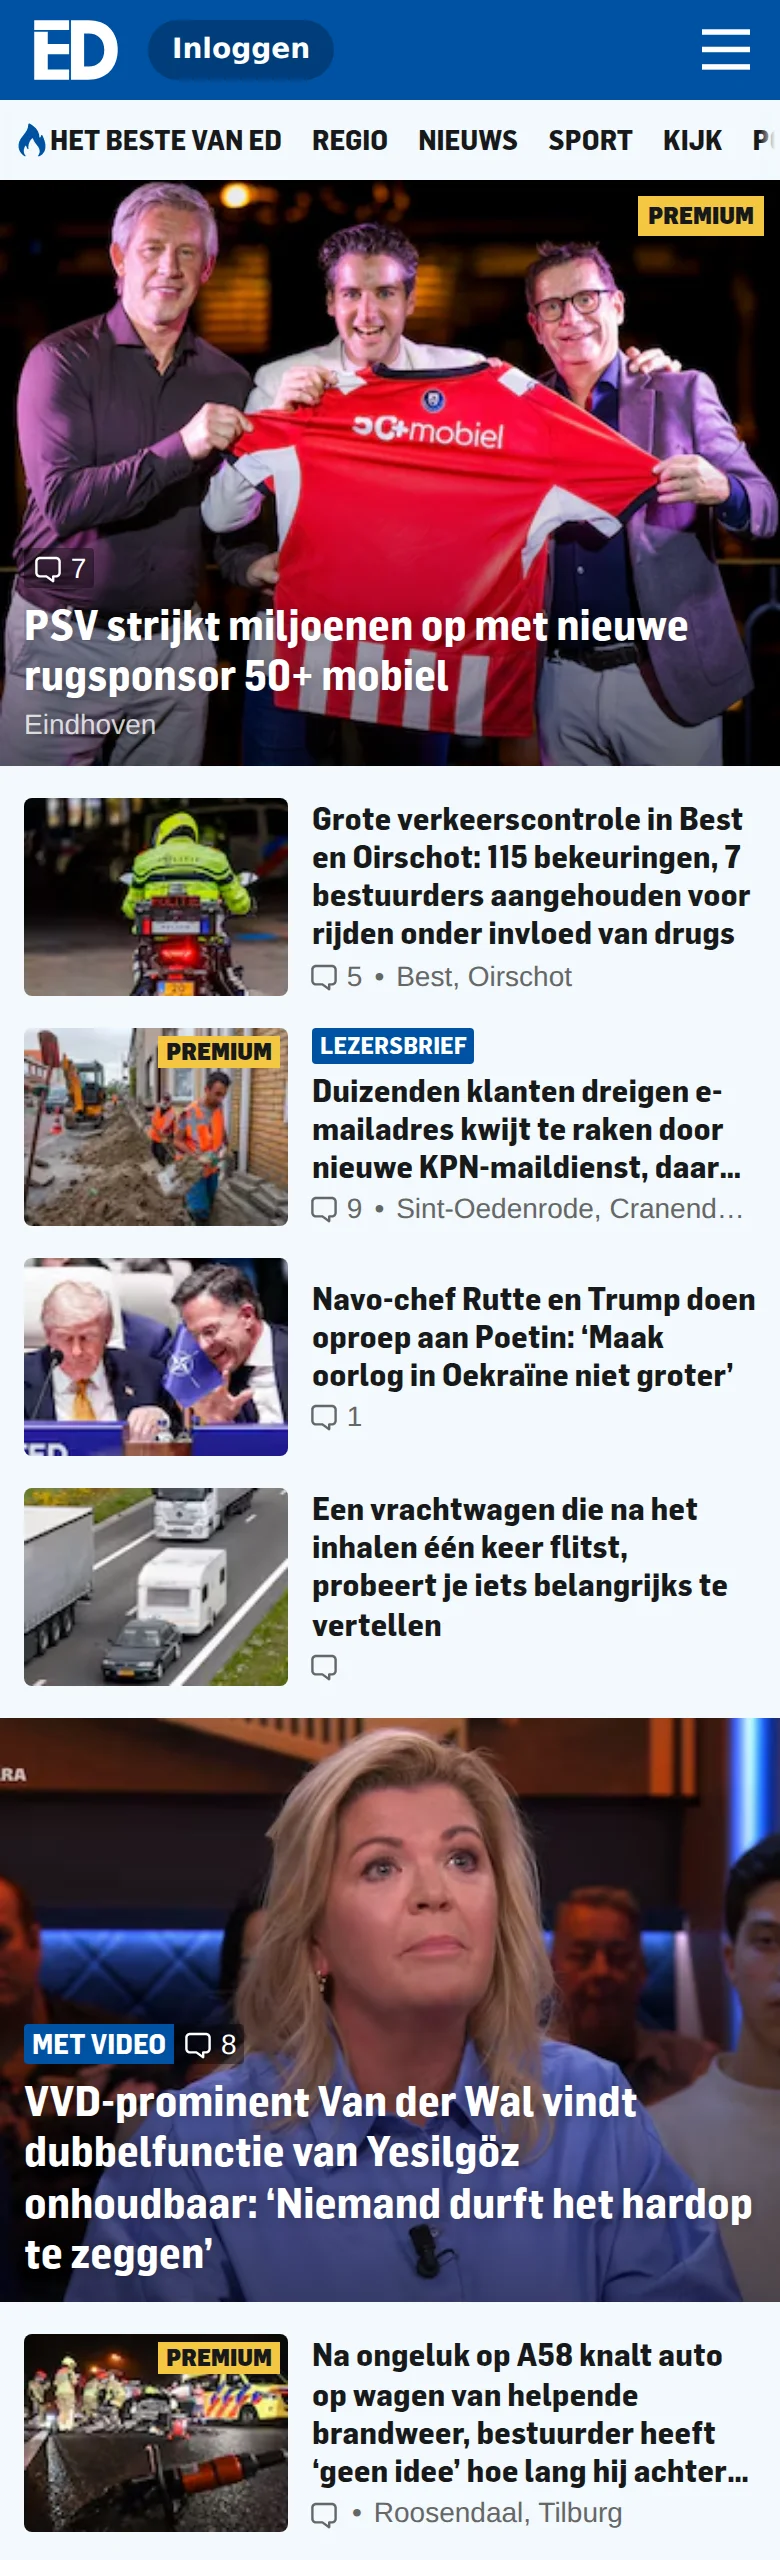 ED
Inloggen
HET BESTE VAN ED REGIO NIEUWS SPORT KIJK
PREMIUM
50+mobiel
7
PSV strijkt miljoenen op met nieuwe
rugsponsor 50+ mobiel
Eindhoven
POLITIE
Grote verkeerscontrole in Best
en Oirschot: 115 bekeuringen, 7
bestuurders aangehouden voor
rijden onder invloed van drugs
5 • Best, Oirschot
PREMIUM
LEZERSBRIEF
Duizenden klanten dreigen e-
mailadres kwijt te raken door
nieuwe KPN-maildienst, daar...
9 • Sint-Oedenrode, Cranend...
Navo-chef Rutte en Trump doen
oproep aan Poetin: ‘Maak
oorlog in Oekraïne niet groter’
1
Een vrachtwagen die na het
inhalen één keer flitst,
probeert je iets belangrijks te
vertellen
RA
MET VIDEO 8
VVD-prominent Van der Wal vindt
dubbelfunctie van Yesilgöz
onhoudbaar: ‘Niemand durft het hardop
te zeggen’
PREMIUM
Na ongeluk op A58 knalt auto
op wagen van helpende
brandweer, bestuurder heeft
‘geen idee’ hoe lang hij achter...
• Roosendaal, Tilburg